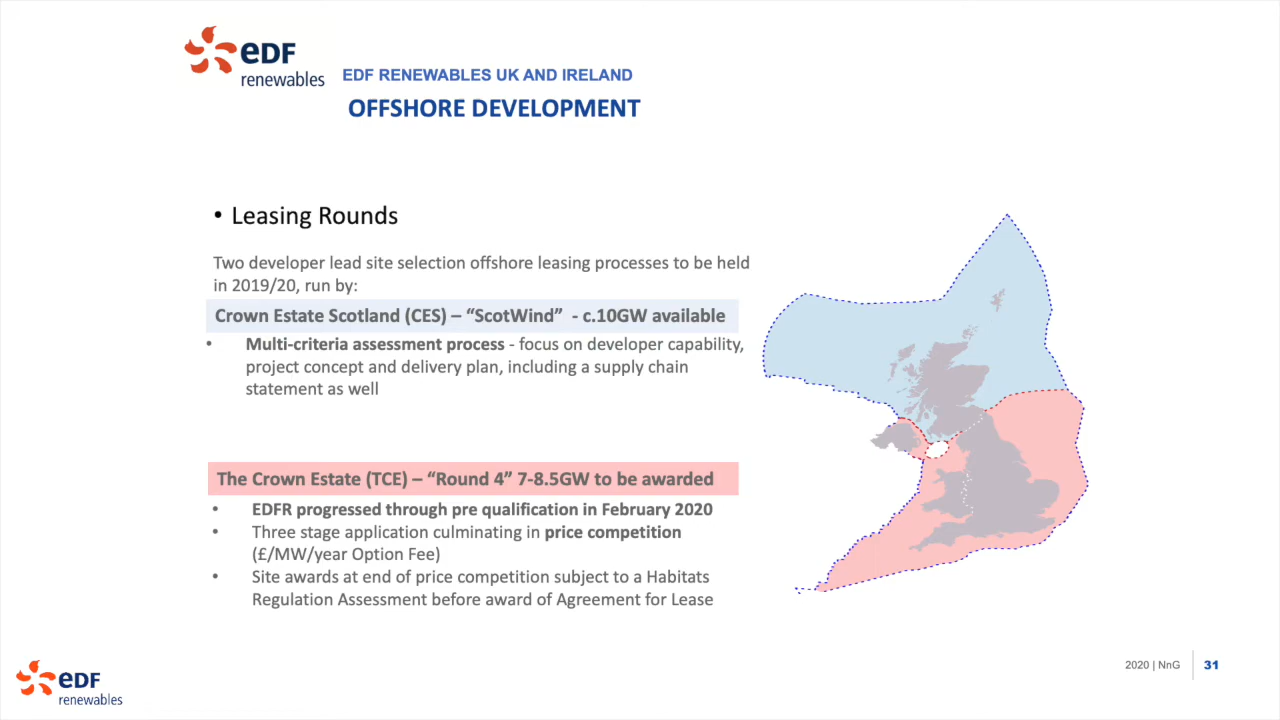 eDF
renewables
EDF RENEWABLES UK AND IRELAND
OFFSHORE DEVELOPMENT
• Leasing Rounds
Two developer lead site selection offshore leasing processes to be held
in 2019/20, run by:
Crown Estate Scotland (CES) – “ScotWind” - c.10GW available
• Multi-criteria assessment process - focus on developer capability,
project concept and delivery plan, including a supply chain
statement as well
The Crown Estate (TCE) – “Round 4” 7-8.5GW to be awarded
• EDFR progressed through pre qualification in February 2020
• Three stage application culminating in price competition
(£/MW/year Option Fee)
• Site awards at end of price competition subject to a Habitats
Regulation Assessment before award of Agreement for Lease
eDF
renewables
2020 | NnG 31